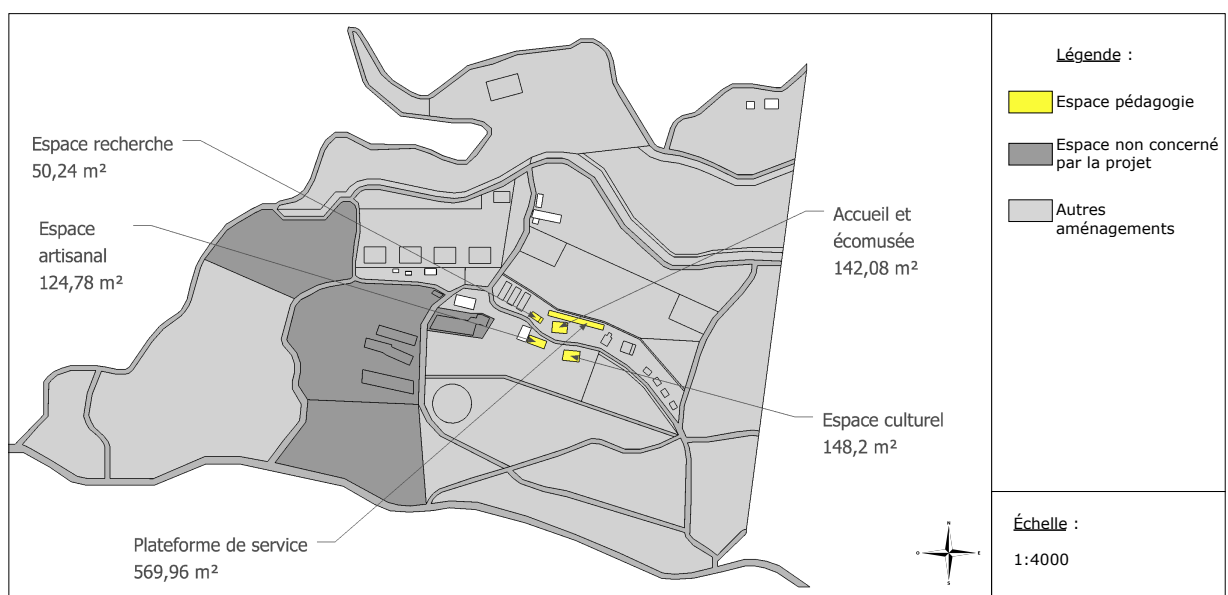 Espace recherche
50,24 m²
Espace
artisanal
124,78 m²
Accueil et
écomusée
142,08 m²
Espace culturel
148,2 m²
Plateforme de service
569,96 m²
N
O
E
S
Légende :
Espace pédagogie
Espace non concerné
par la projet
Autres
aménagements
Échelle :
1:4000